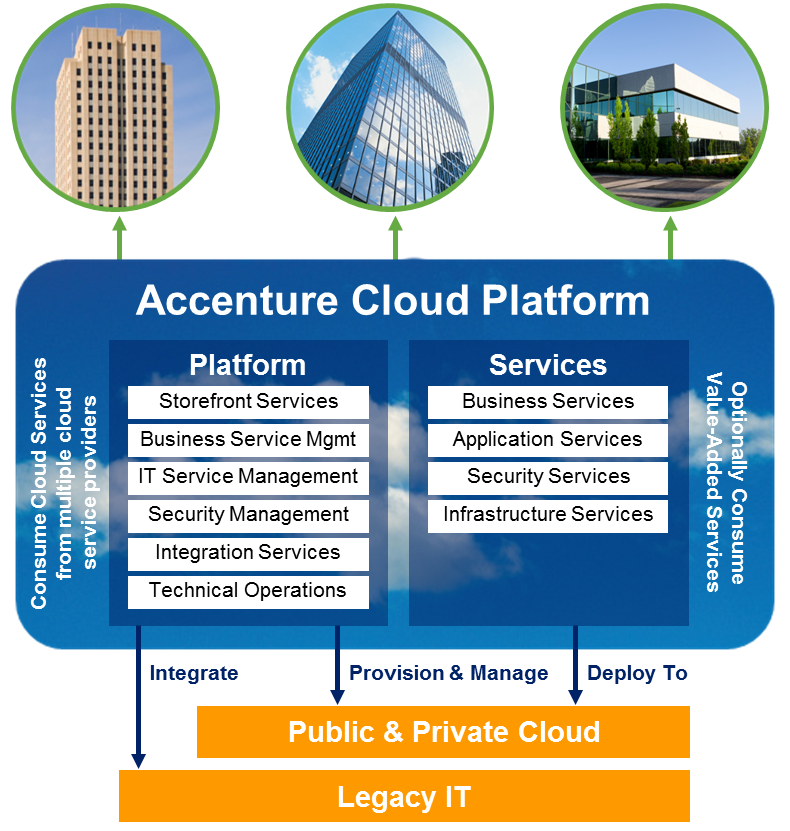 Accenture Cloud Platform
Consume Cloud Services
from multiple cloud
service providers
Platform
Storefront Services
Business Service Mgmt
IT Service Management
Security Management
Integration Services
Technical Operations
Services
Business Services
Application Services
Security Services
Infrastructure Services
Optionally Consume
Value-Added Services
Integrate
Provision & Manage
Deploy To
Public & Private Cloud
Legacy IT